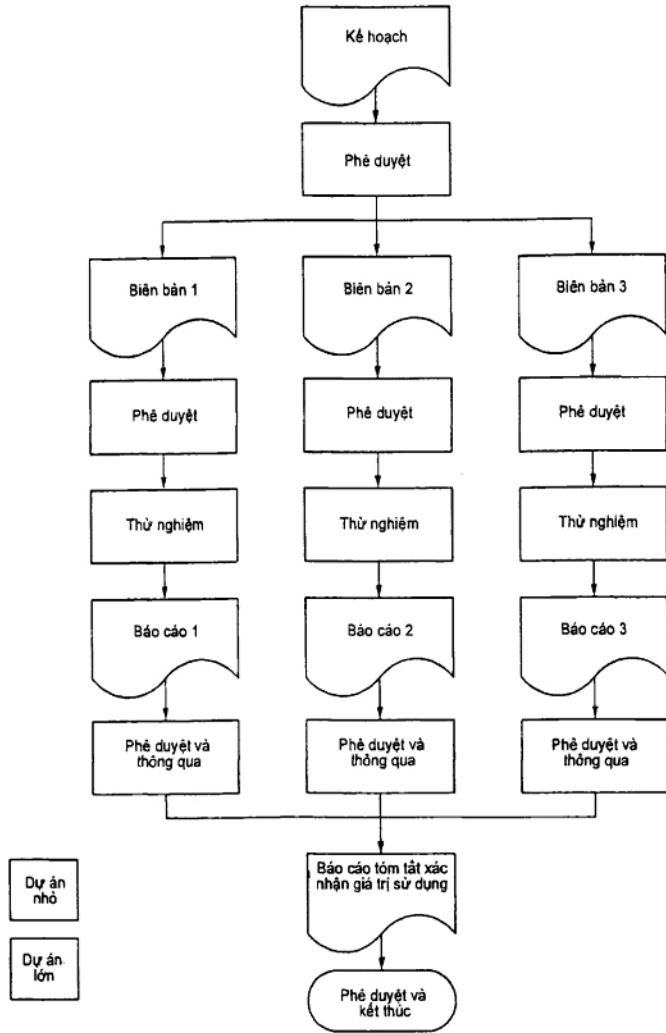 Kế hoạch
Phê duyệt
Biên bản 1
Biên bản 2
Biên bản 3
Phê duyệt
Phê duyệt
Phê duyệt
Thử nghiệm
Thử nghiệm
Thử nghiệm
Báo cáo 1
Báo cáo 2
Báo cáo 3
Phê duyệt và
thông qua
Phê duyệt và
thông qua
Phê duyệt và
thông qua
Báo cáo tóm tắt xác
nhận giá trị sử dụng
Dự án
nhỏ
Dự án
lớn
Phê duyệt và
kết thúc